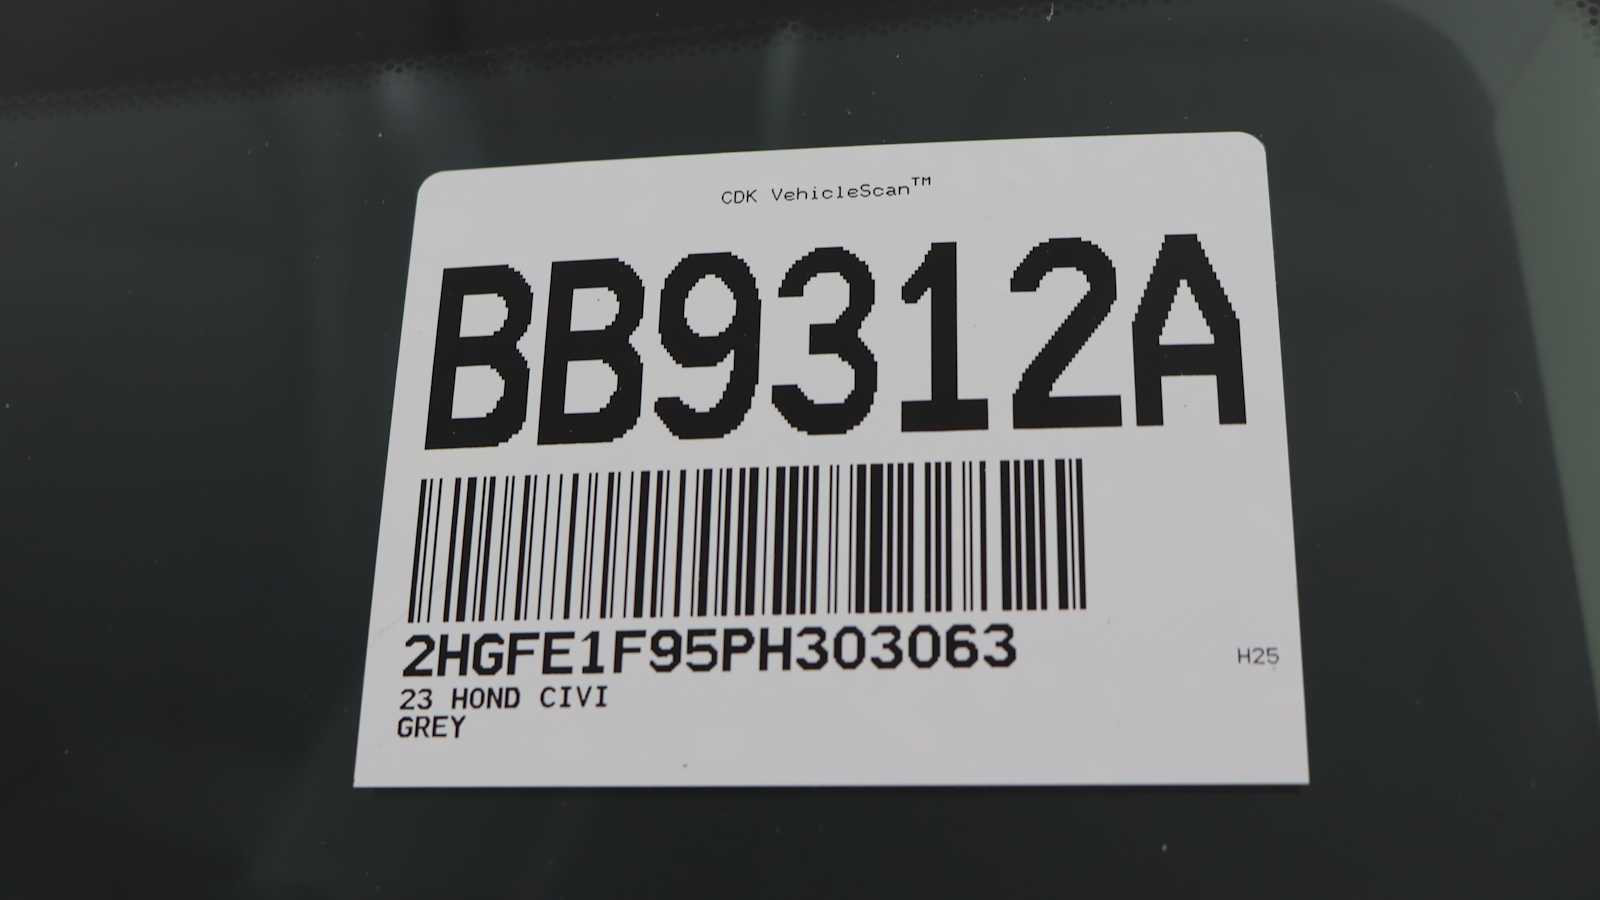 CDK VehicleScan™
BB9312A
2HGFE1F95PH303063
H25
23 HOND CIVI
GREY